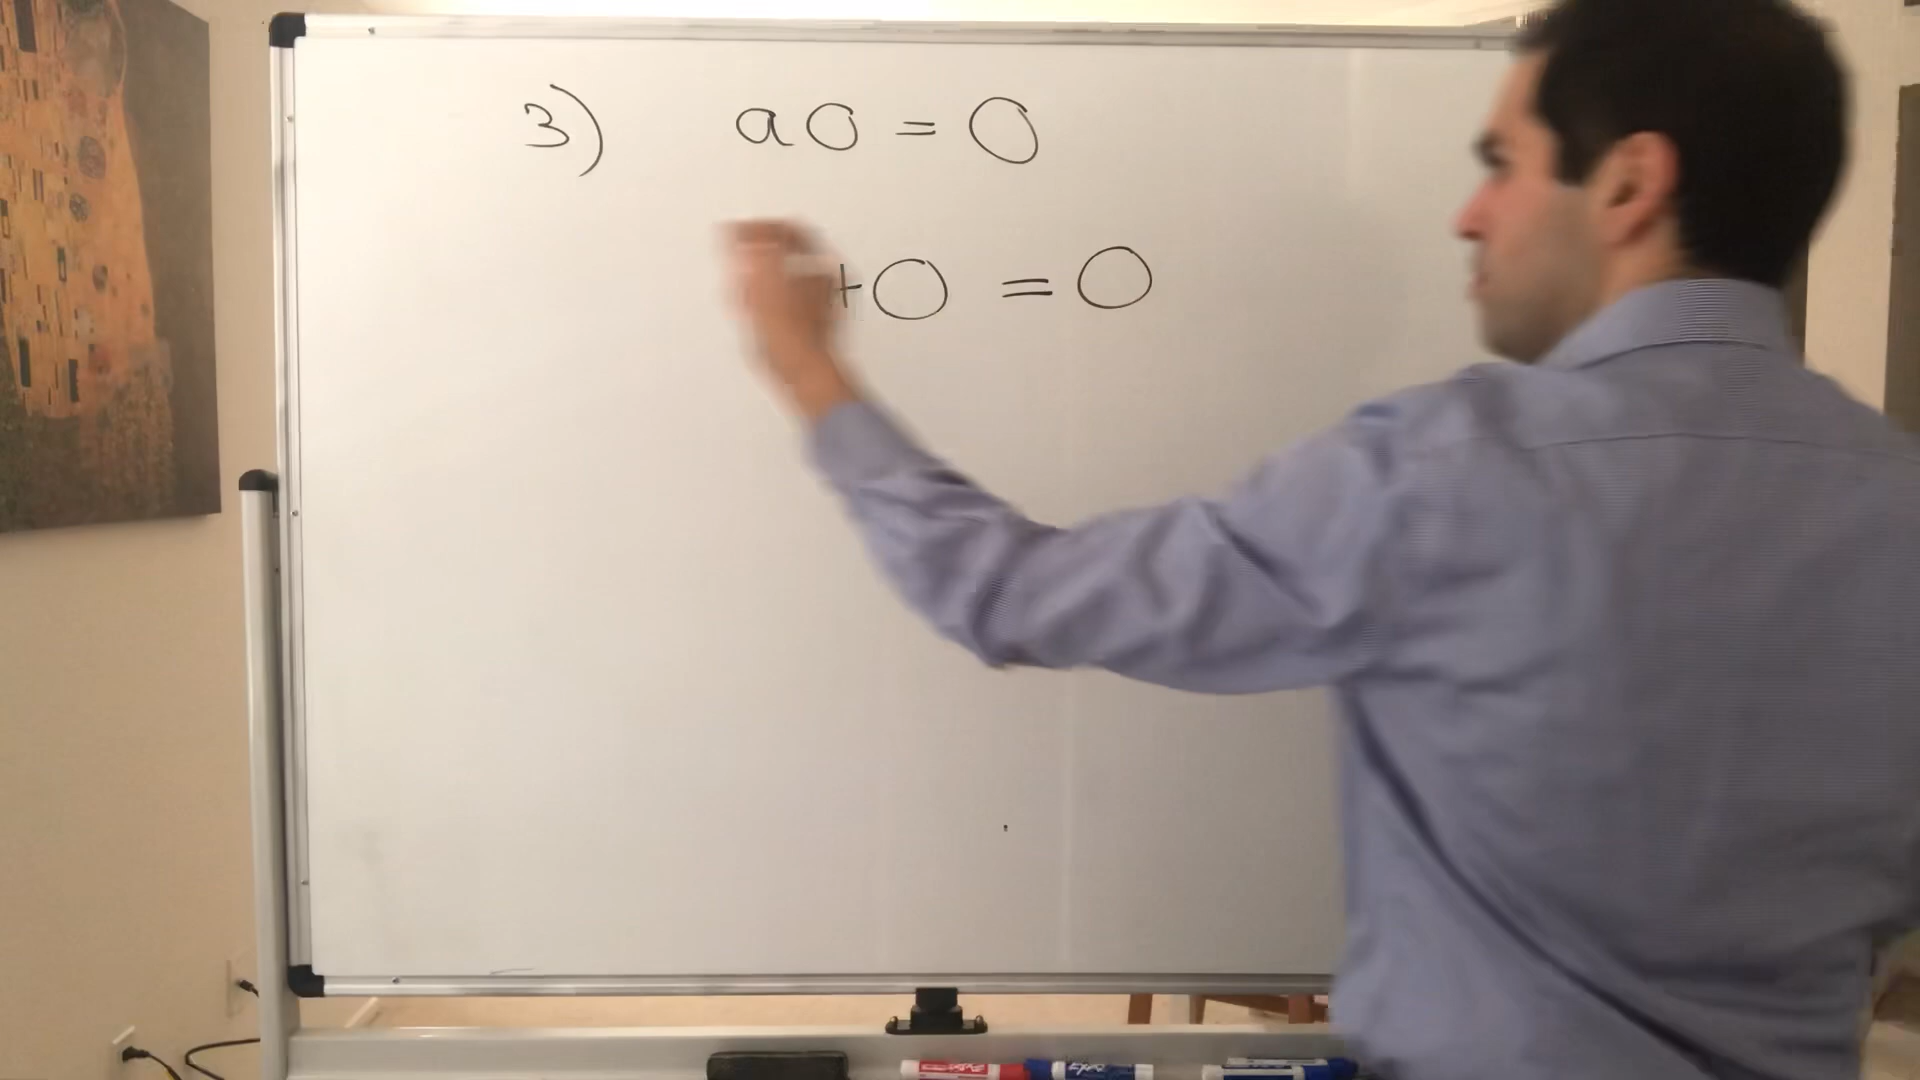 3) a0 = 0
+0 = 0